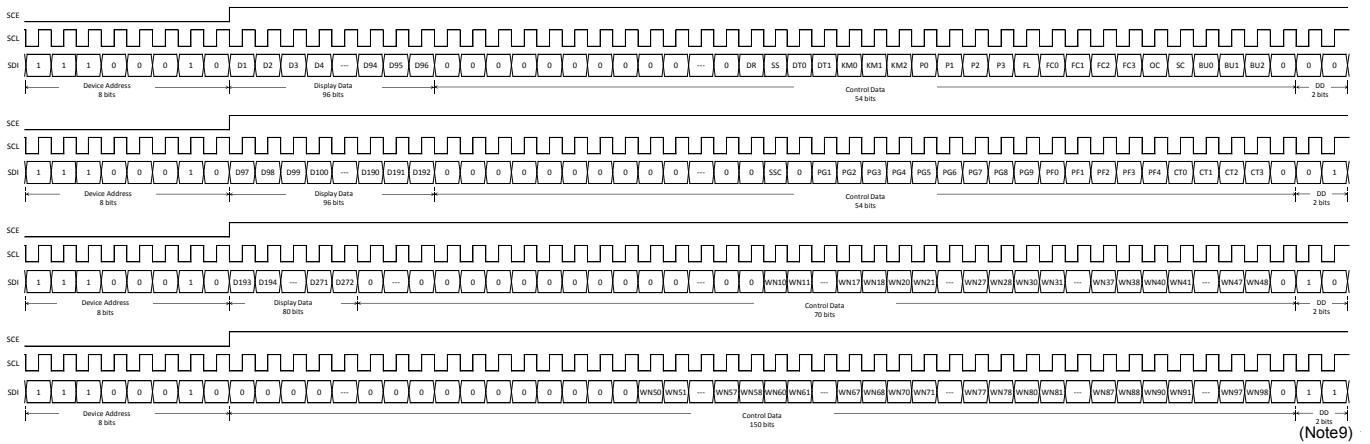 SCE
SCL
SDI 1 1 1 0 0 0 1 0 D1 D2 D3 D4 --- D94 D95 D96 0 0 0 0 0 0 0 0 0 0 --- 0 DR SS DT0 DT1 KM0 KM1 KM2 P0 P1 P2 P3 FL FC0 FC1 FC2 FC3 OC SC BU0 BU1 BU2 0 0 0
Device Address Display Data Control Data DD
8 bits 96 bits 54 bits 2 bits
SCE
SCL
SDI 1 1 1 0 0 0 1 0 D97 D98 D99 D100 --- D190 D191 D192 0 0 0 0 0 0 0 0 0 0 --- 0 0 SSC 0 PG1 PG2 PG3 PG4 PG5 PG6 PG7 PG8 PG9 PF0 PF1 PF2 PF3 PF4 CT0 CT1 CT2 CT3 0 0 1
Device Address Display Data Control Data DD
8 bits 96 bits 54 bits 2 bits
SCE
SCL
SDI 1 1 1 0 0 0 1 0 D193 D194 --- D271 D272 0 --- 0 0 0 0 0 0 0 0 0 0 0 --- 0 0 WN10 WN11 --- WN17 WN18 WN20 WN21 --- WN27 WN28 WN30 WN31 --- WN37 WN38 WN40 WN41 --- WN47 WN48 0 1 0
Device Address Display Data Control Data DD
8 bits 80 bits 70 bits 2 bits
SCE
SCL
SDI 1 1 1 0 0 0 1 0 0 0 0 0 --- 0 0 0 0 0 0 0 0 0 0 0 WN50 WN51 --- WN57 WN58 WN60 WN61 --- WN67 WN68 WN70 WN71 --- WN77 WN78 WN80 WN81 --- WN87 WN88 WN90 WN91 --- WN97 WN98 0 1 1
Device Address Control Data DD
8 bits 150 bits 2 bits
(Note9)